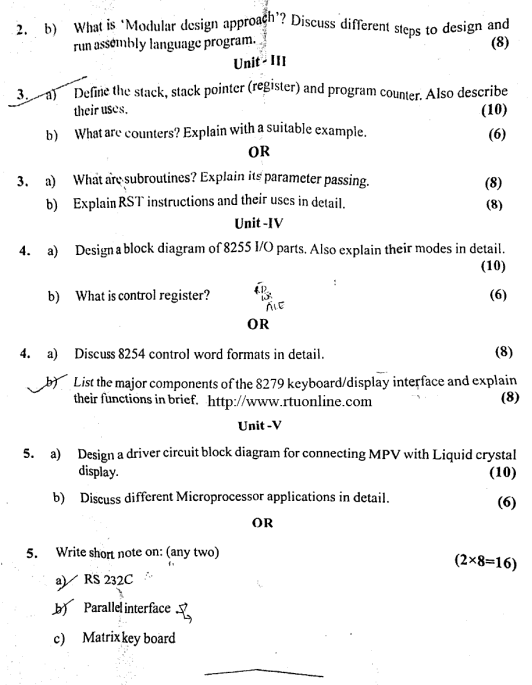 2. b) What is 'Modular design approach'? Discuss different steps to design and
run assembly language program. (8)
Unit-III
3. a) Define the stack, stack pointer (register) and program counter. Also describe
their uses. (10)
b) What are counters? Explain with a suitable example. (6)
OR
3. a) What are subroutines? Explain its parameter passing. (8)
b) Explain RST instructions and their uses in detail. (8)
Unit-IV
4. a) Design a block diagram of 8255 I/O parts. Also explain their modes in detail.
(10)
b) What is control register? (6)
OR
4. a) Discuss 8254 control word formats in detail. (8)
b) List the major components of the 8279 keyboard/display interface and explain
their functions in brief. http://www.rtuonline.com (8)
Unit-V
5. a) Design a driver circuit block diagram for connecting MPV with Liquid crystal
display. (10)
b) Discuss different Microprocessor applications in detail. (6)
OR
5. Write short note on: (any two) (2×8=16)
a) RS 232C
b) Parallel interface
c) Matrix key board